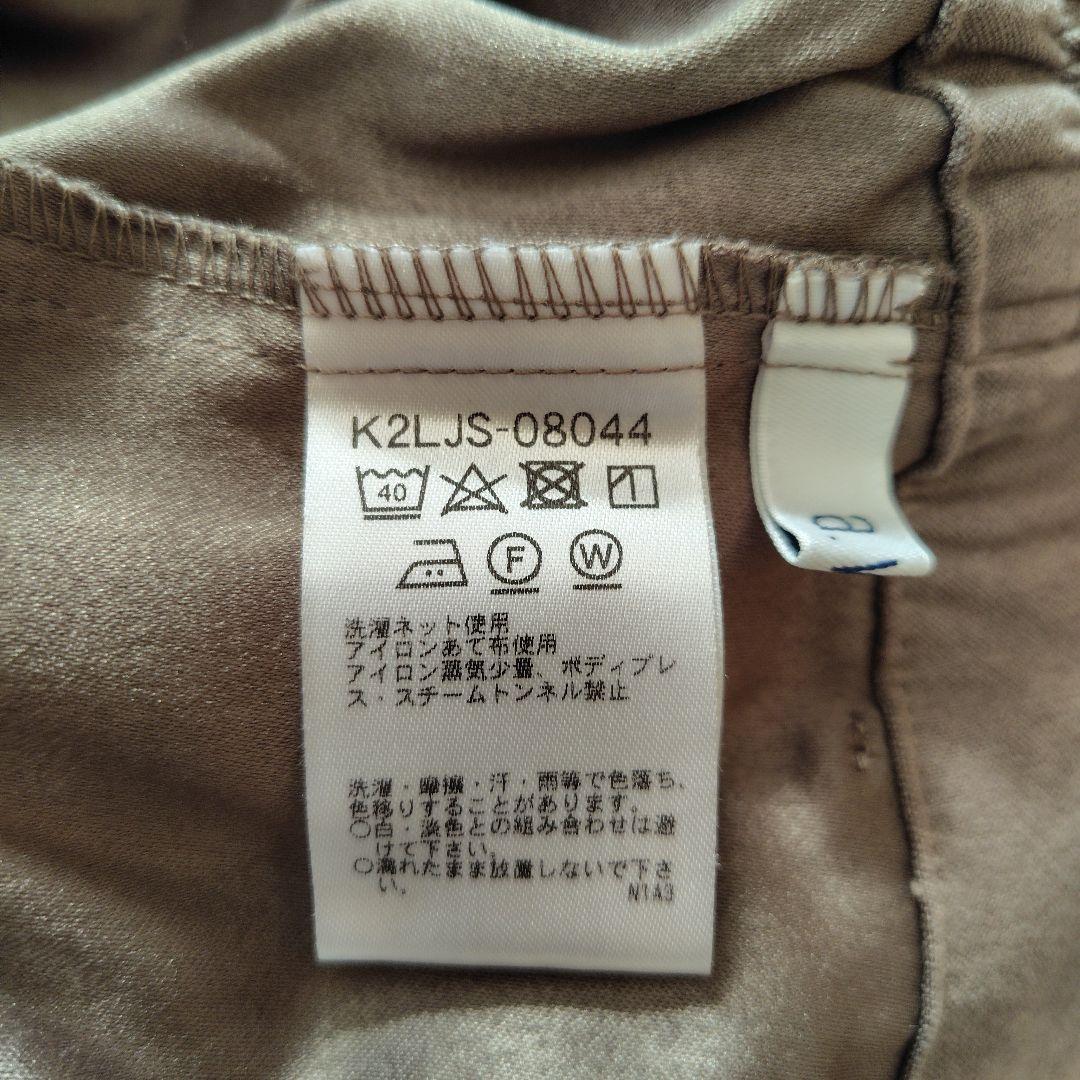 K2LJS-08044
40
F W
洗濯ネット使用
アイロンあて布使用
アイロン蒸気少量、ボディプレ
ス・スチームトンネル禁止
洗濯・摩擦・汗・雨等で色落ち、
色移りすることがあります。
○白・淡色との組み合わせは避
けて下さい。
○濡れたまま放置しないで下さ
い。
N1A3
a